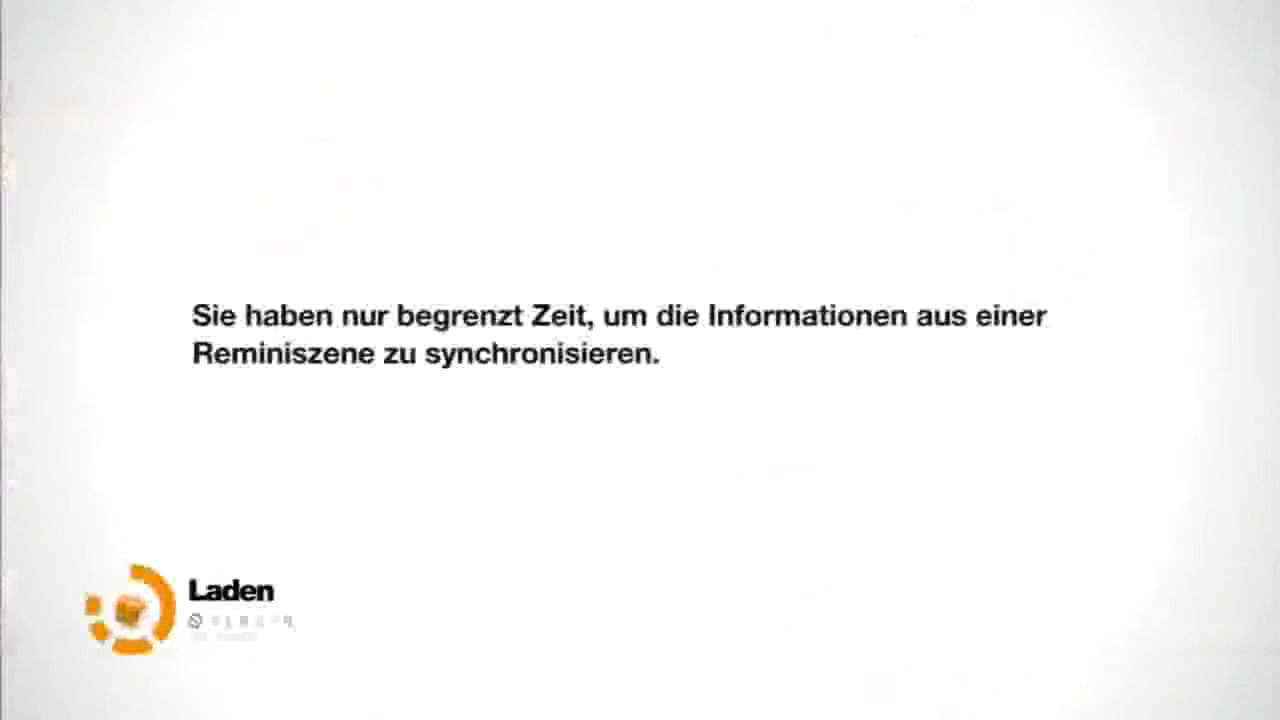 Sie haben nur begrenzt Zeit, um die Informationen aus einer
Reminiszene zu synchronisieren.
Laden